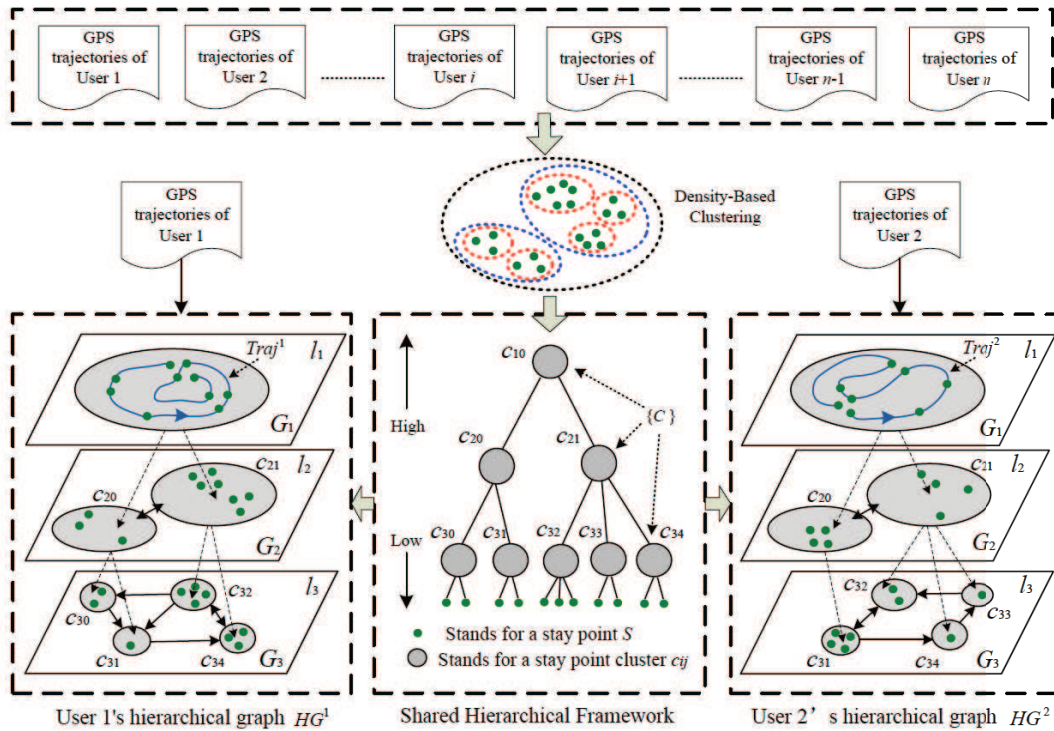 GPS
trajectories of
User 1
GPS
trajectories of
User 2
GPS
trajectories of
User i
GPS
trajectories of
User i+1
GPS
trajectories of
User n-1
GPS
trajectories of
User n
Density-Based
Clustering
GPS
trajectories of
User 1
GPS
trajectories of
User 2
Traj¹
l₁
G₁
l₂
c₂₁
c₂₀
G₂
l₃
c₃₂
c₃₀
c₃₁
c₃₄
G₃
High
Low
c₁₀
{C}
c₂₀
c₂₁
c₃₀
c₃₁
c₃₂
c₃₃
c₃₄
Stands for a stay point S
Stands for a stay point cluster cij
Traj²
l₁
G₁
l₂
c₂₁
c₂₀
G₂
l₃
c₃₂
c₃₃
c₃₁
c₃₄
G₃
User 1's hierarchical graph HG¹
Shared Hierarchical Framework
User 2’ s hierarchical graph HG²